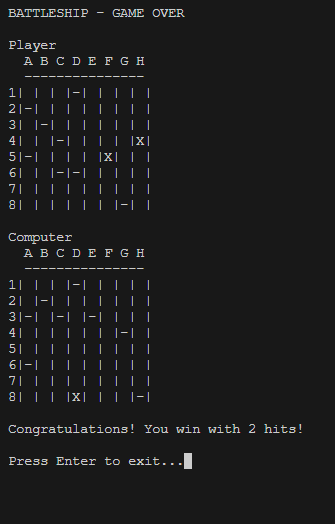 BATTLESHIP - GAME OVER
Player
  A B C D E F G H
  ---------------
1| | | |-| | | | |
2|-| | | | | | | |
3| |-| | | | | | |
4| | |-| | | | |X|
5|-| | | | |X| | |
6| | |-|-| | | | |
7| | | | | | | | |
8| | | | | | |-| |
Computer
  A B C D E F G H
  ---------------
1| | | |-| | | | |
2| |-| | | | | | |
3|-| |-| |-| | | |
4| | | | | | |-| |
5| | | | | | | | |
6|-| | | | | | | |
7| | | | | | | | |
8| | | |X| | | |-|
Congratulations! You win with 2 hits!
Press Enter to exit...